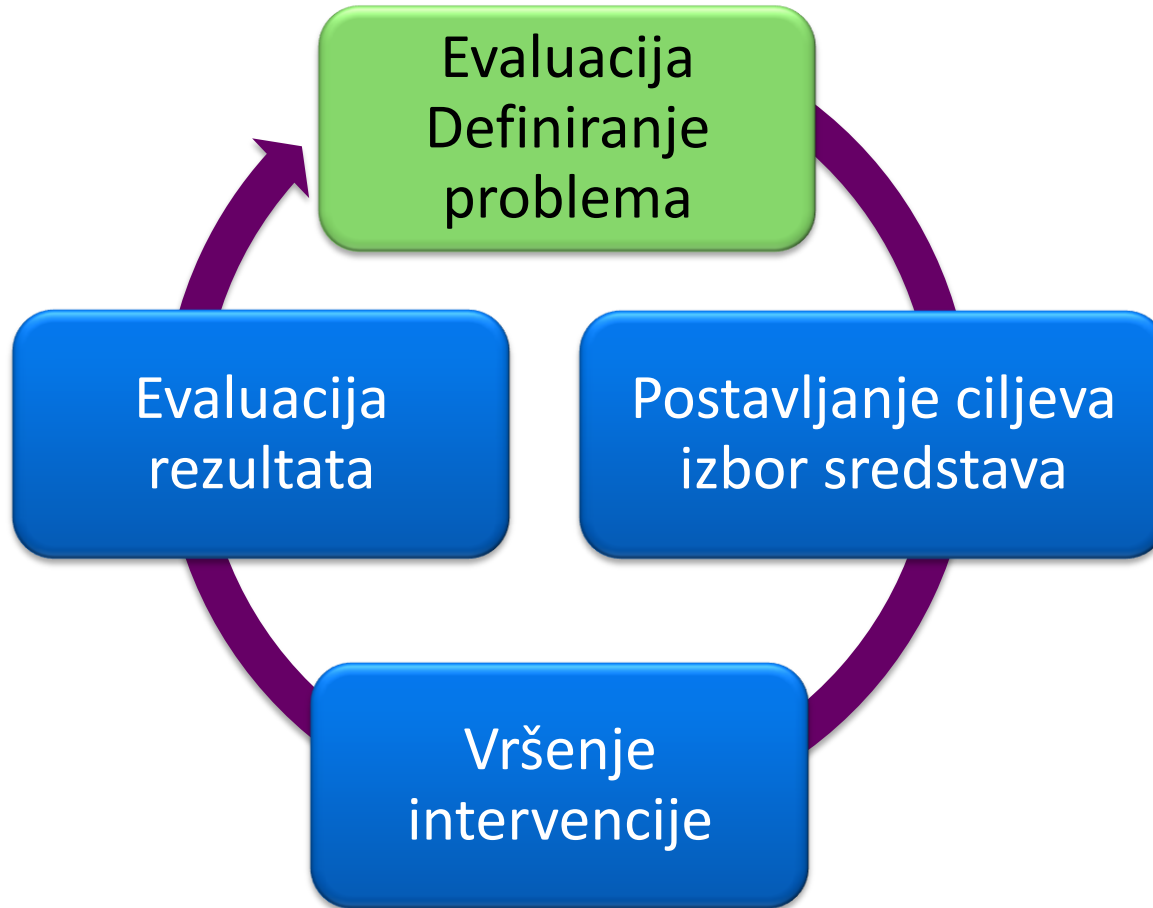 Evaluacija
Definiranje
problema
Postavljanje ciljeva
izbor sredstava
Vršenje
intervencije
Evaluacija
rezultata